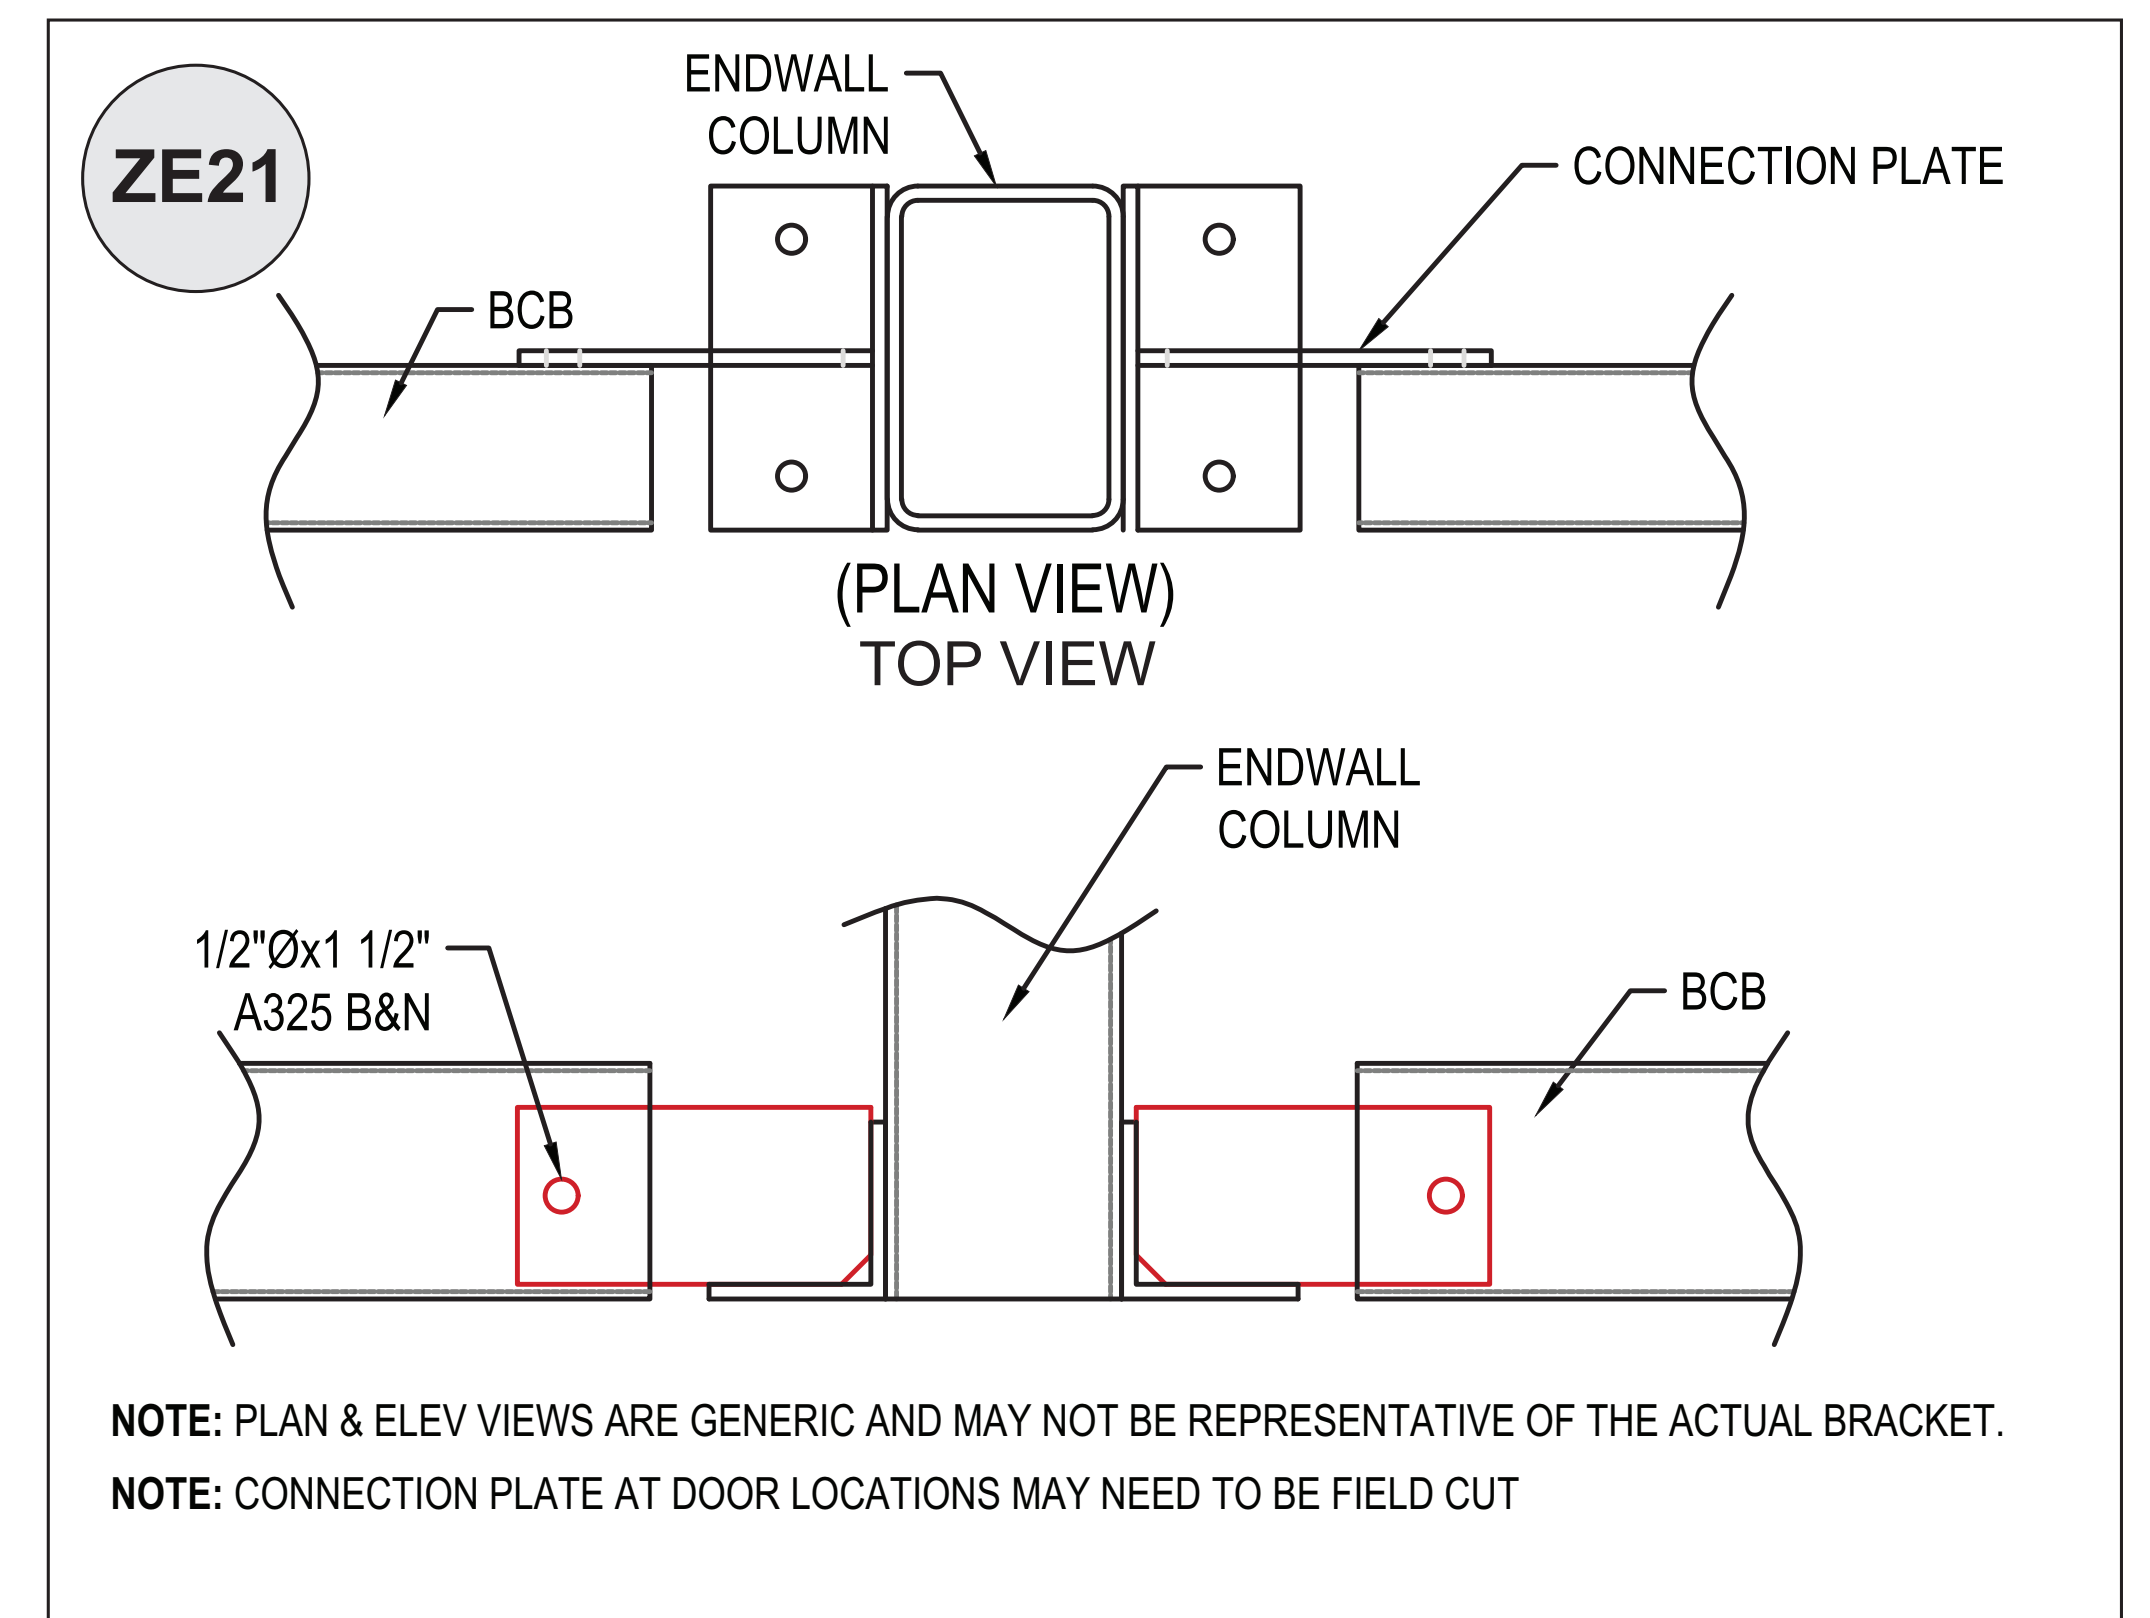 ZE21
ENDWALL
COLUMN
CONNECTION PLATE
BCB
(PLAN VIEW)
TOP VIEW
ENDWALL
COLUMN
1/2"Øx1 1/2"
A325 B&N
BCB
NOTE: PLAN & ELEV VIEWS ARE GENERIC AND MAY NOT BE REPRESENTATIVE OF THE ACTUAL BRACKET.
NOTE: CONNECTION PLATE AT DOOR LOCATIONS MAY NEED TO BE FIELD CUT